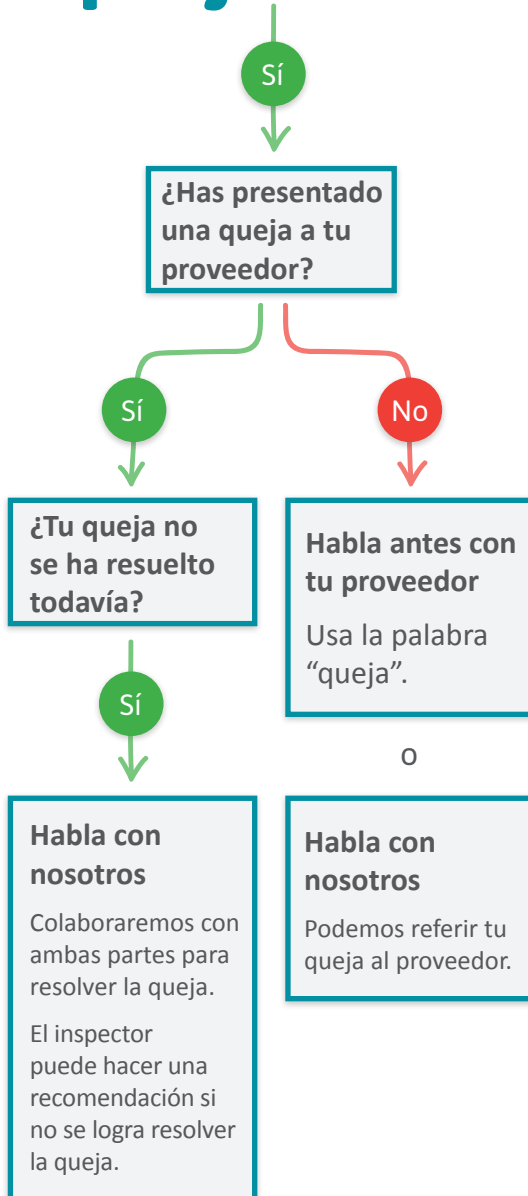 Sí
¿Has presentado
una queja a tu
proveedor?
Sí
No
¿Tu queja no
se ha resuelto
todavía?
Habla antes con
tu proveedor
Usa la palabra
“queja”.
Sí
o
Habla con
nosotros
Colaboraremos con
ambas partes para
resolver la queja.
El inspector
puede hacer una
recomendación si
no se logra resolver
la queja.
Habla con
nosotros
Podemos referir tu
queja al proveedor.